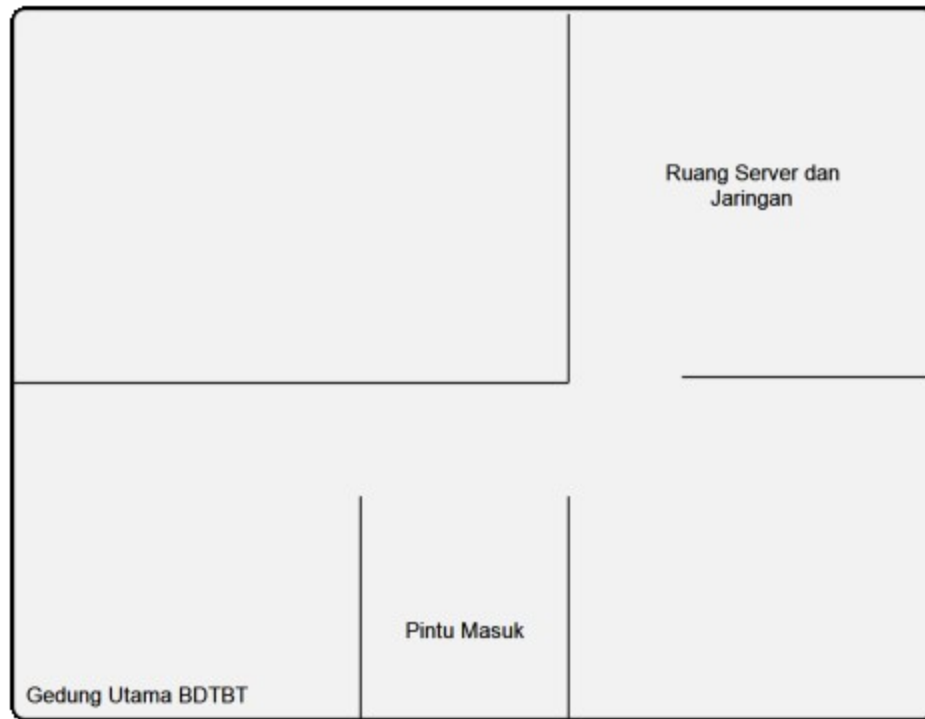 Ruang Server dan
Jaringan
Pintu Masuk
Gedung Utama BDTBT